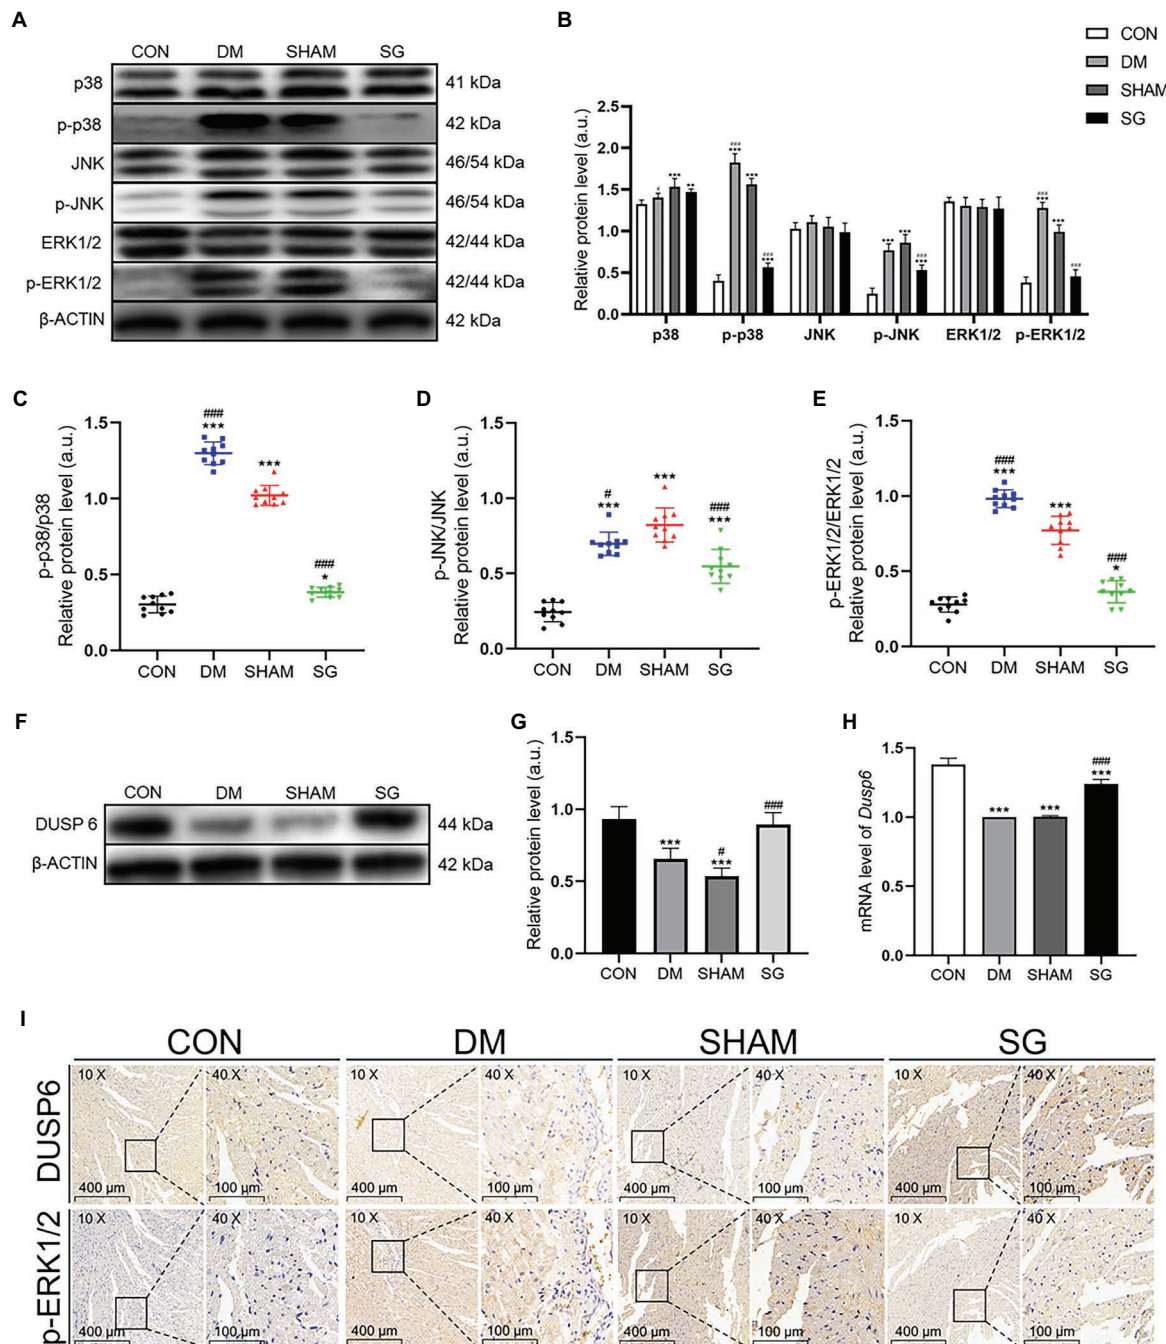 A
CON DM SHAM SG
p38 41 kDa
p-p38 42 kDa
JNK 46/54 kDa
p-JNK 46/54 kDa
ERK1/2 42/44 kDa
p-ERK1/2 42/44 kDa
β-ACTIN 42 kDa
B
CON
DM
SHAM
SG
Relative protein level (a.u.)
2.5
2.0
1.5
1.0
0.5
0.0
# *** ** ### *** *** ### *** *** *** ### *** ### *** *** ###
p38 p-p38 JNK p-JNK ERK1/2 p-ERK1/2
C
p-p38/p38
Relative protein level (a.u.)
1.5
1.0
0.5
0.0
### *** *** ### *
CON DM SHAM SG
D
p-JNK/JNK
Relative protein level (a.u.)
1.5
1.0
0.5
0.0
# *** *** ### ***
CON DM SHAM SG
E
p-ERK1/2/ERK1/2
Relative protein level (a.u.)
1.5
1.0
0.5
0.0
### *** *** ### *
CON DM SHAM SG
F
CON DM SHAM SG
DUSP 6 44 kDa
β-ACTIN 42 kDa
G
Relative protein level (a.u.)
1.5
1.0
0.5
0.0
*** # *** ###
CON DM SHAM SG
H
mRNA level of Dusp6
1.5
1.0
0.5
0.0
*** *** ### ***
CON DM SHAM SG
I
CON DM SHAM SG
DUSP6
10 X 40 X 10 X 40 X 10 X 40 X 10 X 40 X
400 µm 100 µm 400 µm 100 µm 400 µm 100 µm 400 µm 100 µm
p-ERK1/2
10 X 40 X 10 X 40 X 10 X 40 X 10 X 40 X
400 µm 100 µm 400 µm 100 µm 400 µm 100 µm 400 µm 100 µm